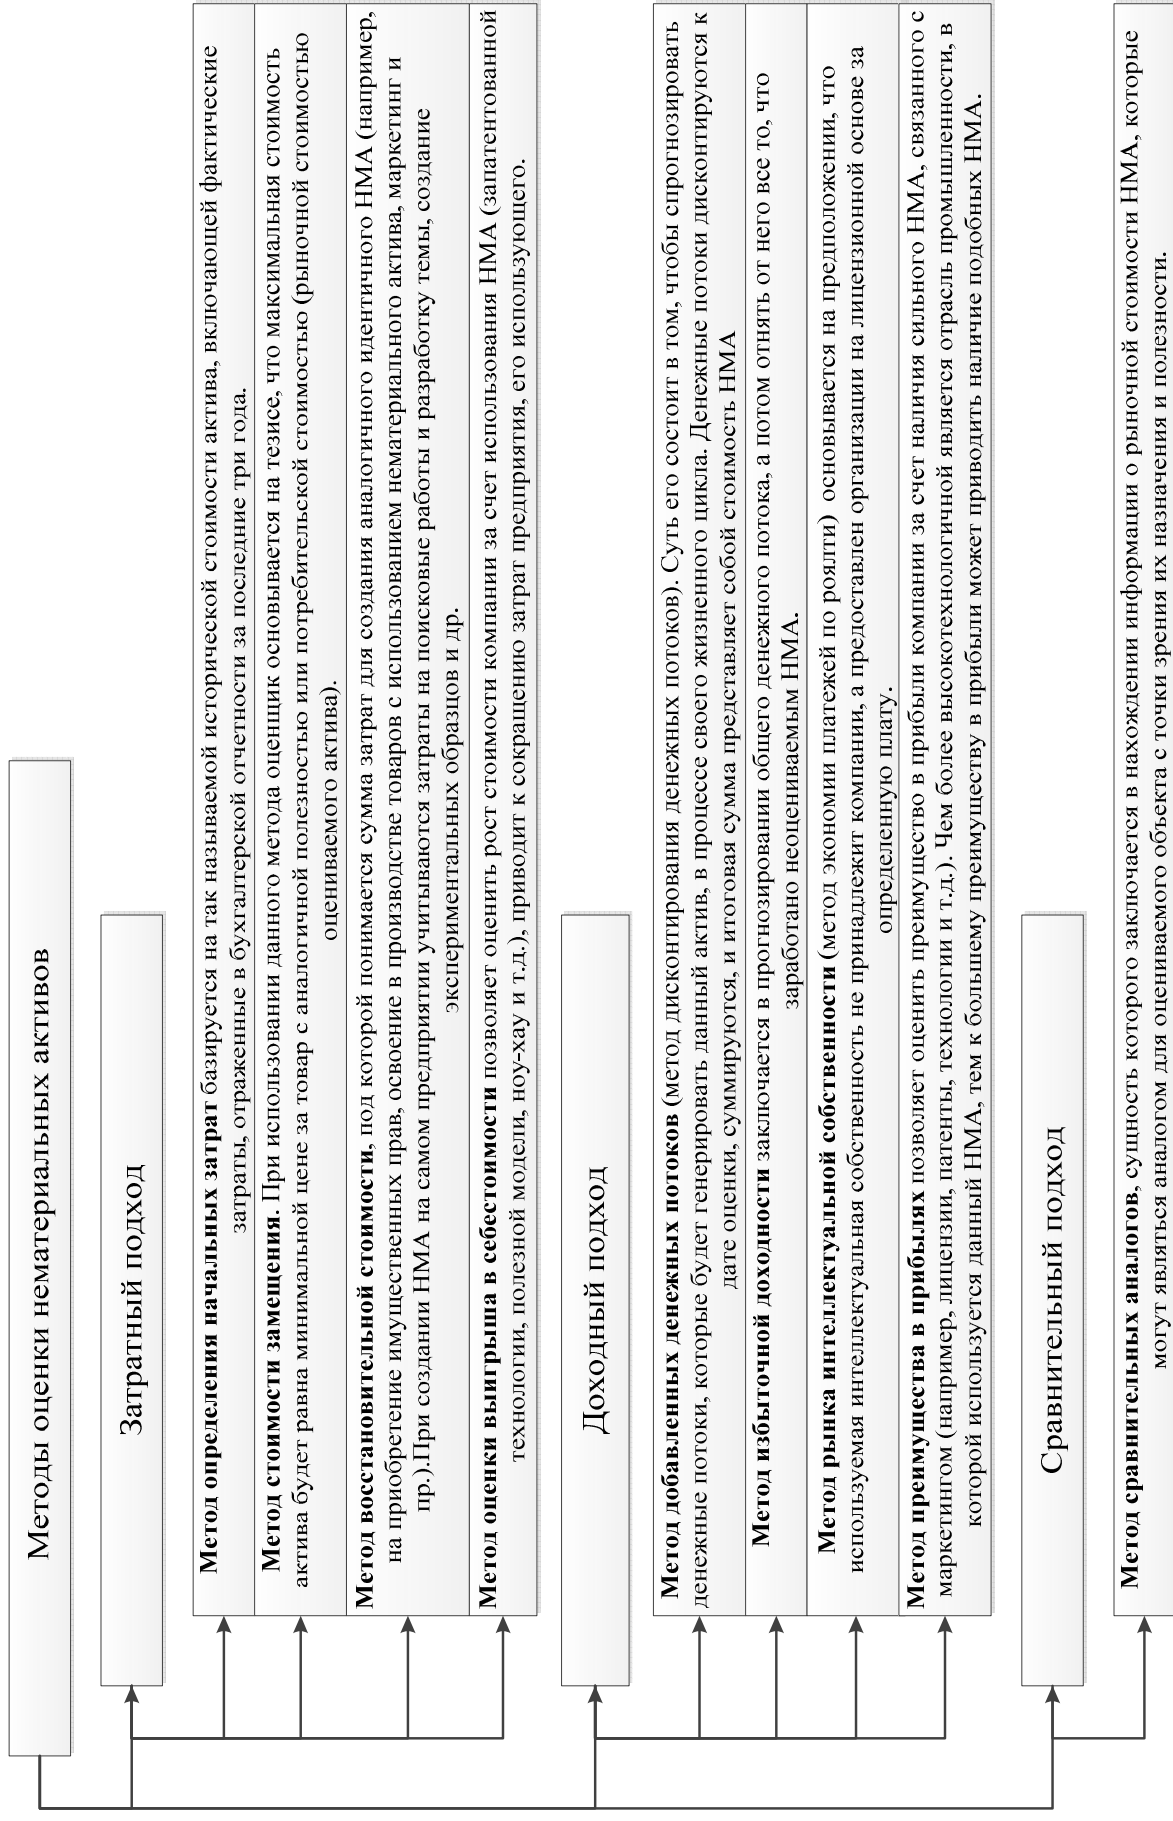 Методы оценки нематериальных активов
Затратный подход
Метод определения начальных затрат базируется на так называемой исторической стоимости актива, включающей фактические
затраты, отраженные в бухгалтерской отчетности за последние три года.
Метод стоимости замещения. При использовании данного метода оценщик основывается на тезисе, что максимальная стоимость
актива будет равна минимальной цене за товар с аналогичной полезностью или потребительской стоимостью (рыночной стоимостью
оцениваемого актива).
Метод восстановительной стоимости, под которой понимается сумма затрат для создания аналогичного идентичного НМА (например,
на приобретение имущественных прав, освоение в производстве товаров с использованием нематериального актива, маркетинг и
пр.).При создании НМА на самом предприятии учитываются затраты на поисковые работы и разработку темы, создание
экспериментальных образцов и др.
Метод оценки выигрыша в себестоимости позволяет оценить рост стоимости компании за счет использования НМА (запатентованной
технологии, полезной модели, ноу-хау и т.д.), приводит к сокращению затрат предприятия, его использующего.
Доходный подход
Метод добавленных денежных потоков (метод дисконтирования денежных потоков). Суть его состоит в том, чтобы спрогнозировать
денежные потоки, которые будет генерировать данный актив, в процессе своего жизненного цикла. Денежные потоки дисконтируются к
дате оценки, суммируются, и итоговая сумма представляет собой стоимость НМА
Метод избыточной доходности заключается в прогнозировании общего денежного потока, а потом отнять от него все то, что
заработано неоцениваемым НМА.
Метод рынка интеллектуальной собственности (метод экономии платежей по роялти) основывается на предположении, что
используемая интеллектуальная собственность не принадлежит компании, а предоставлен организации на лицензионной основе за
определенную плату.
Метод преимущества в прибылях позволяет оценить преимущество в прибыли компании за счет наличия сильного НМА, связанного с
маркетингом (например, лицензии, патенты, технологии и т.д.). Чем более высокотехнологичной является отрасль промышленности, в
которой используется данный НМА, тем к большему преимуществу в прибыли может приводить наличие подобных НМА.
Сравнительный подход
Метод сравнительных аналогов, сущность которого заключается в нахождении информации о рыночной стоимости НМА, которые
могут являться аналогом для оцениваемого объекта с точки зрения их назначения и полезности.